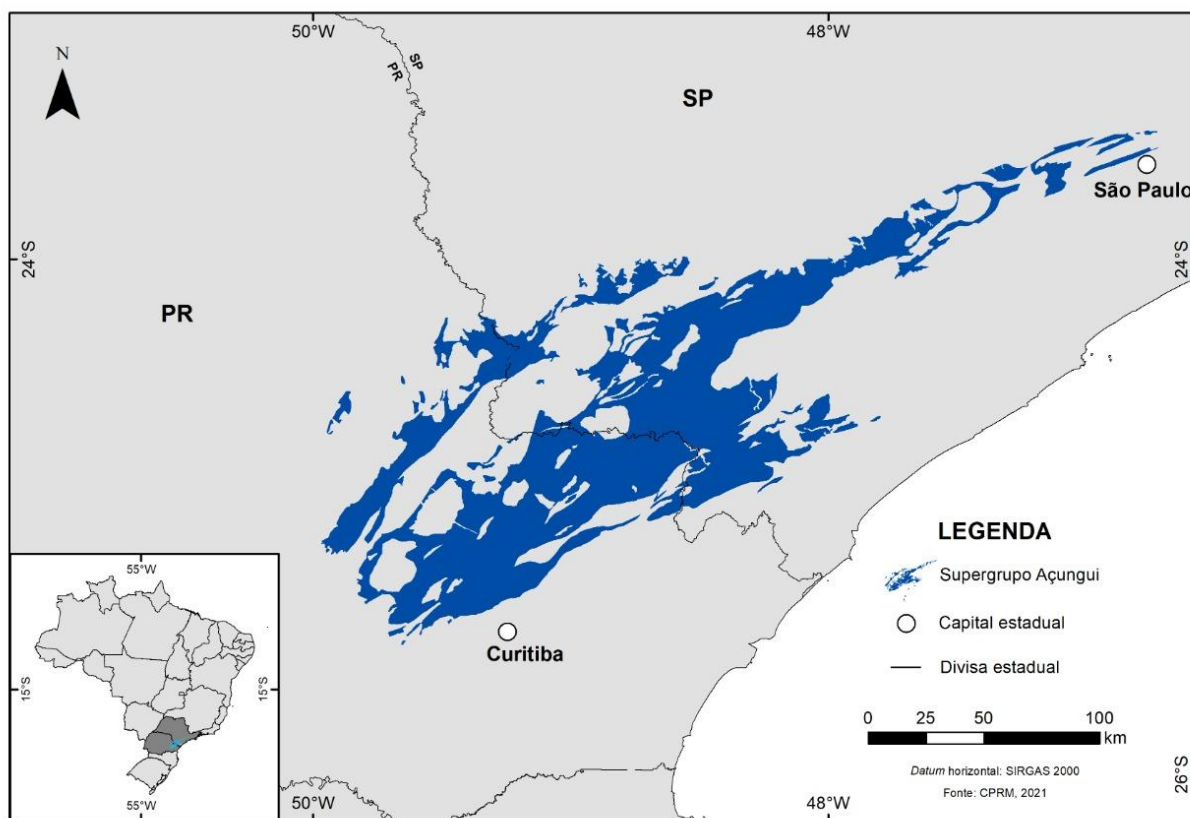 50°W
48°W
N
SP
PR
SP
São Paulo
24°S
24°S
PR
LEGENDA
Supergrupo Açungui
Capital estadual
Divisa estadual
Curitiba
0 25 50 100
km
Datum horizontal: SIRGAS 2000
Fonte: CPRM, 2021
26°S
50°W
48°W
55°W
15°S
15°S
55°W